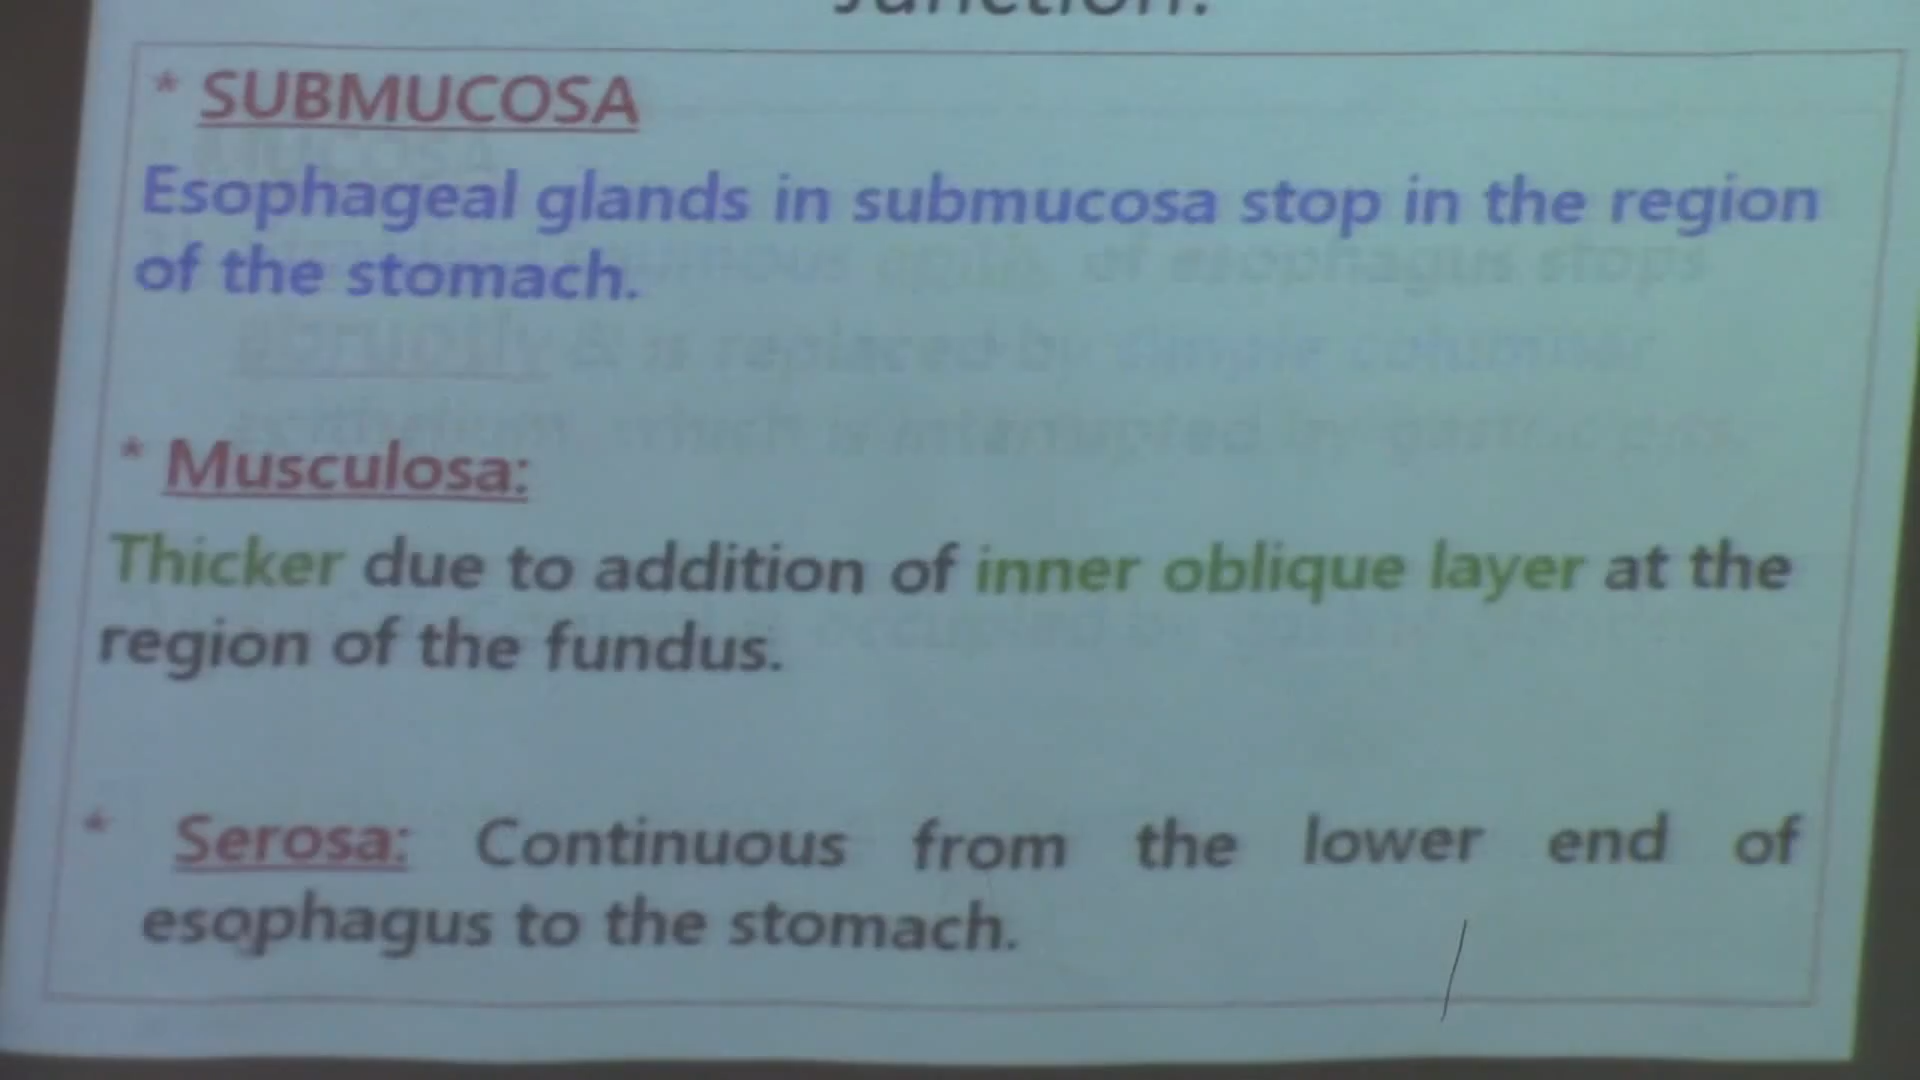 Junction:
* SUBMUCOSA
Esophageal glands in submucosa stop in the region
of the stomach.
* Musculosa:
Thicker due to addition of inner oblique layer at the
region of the fundus.
* Serosa: Continuous from the lower end of
esophagus to the stomach.